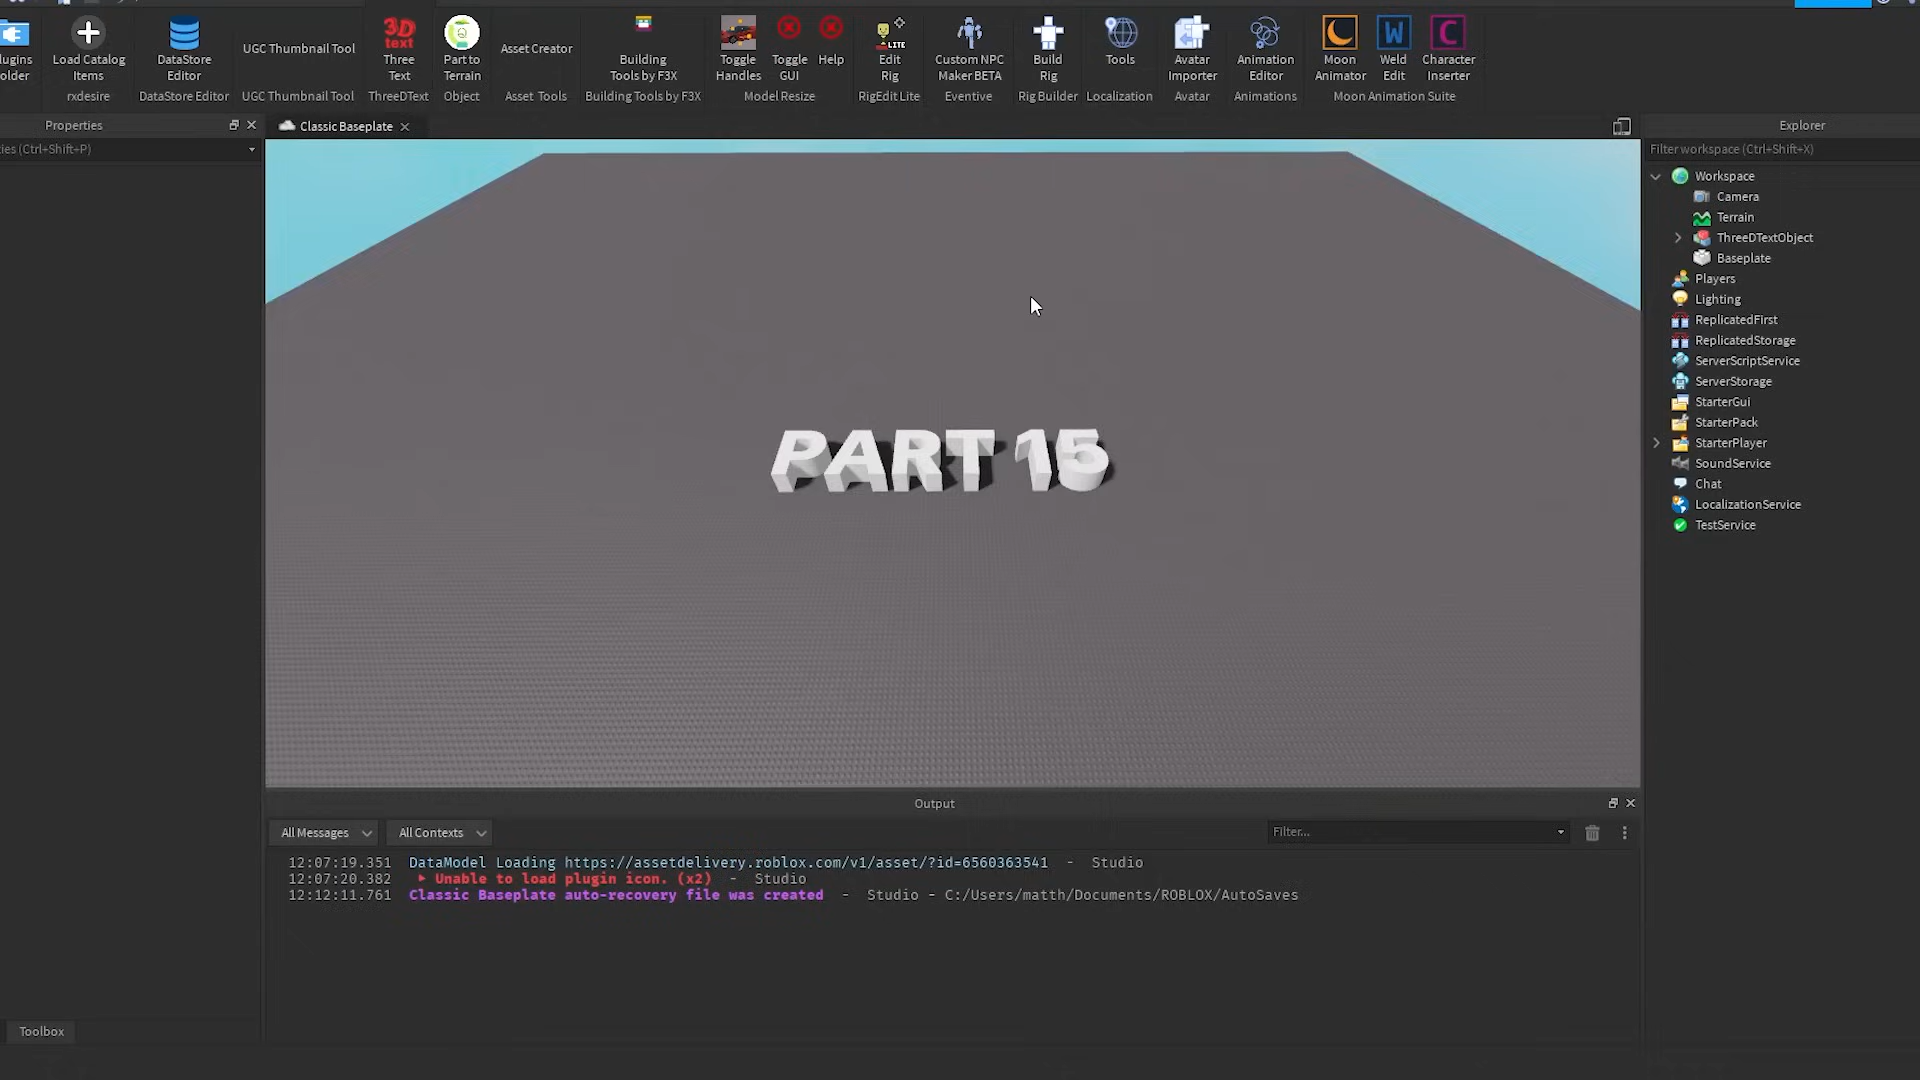 lugins
older
Load Catalog
Items
rxdesire
DataStore
Editor
DataStore Editor
UGC Thumbnail Tool
UGC Thumbnail Tool
3D
text
Three
Text
ThreeDText
Part to
Terrain
Object
Asset Creator
Asset Tools
Building
Tools by F3X
Building Tools by F3X
Toggle
Handles
Toggle
GUI
Help
Model Resize
LITE
Edit
Rig
RigEdit Lite
Custom NPC
Maker BETA
Eventive
Build
Rig
Rig Builder
Tools
Localization
Avatar
Importer
Avatar
Animation
Editor
Animations
Moon
Animator
W
Weld
Edit
C
Character
Inserter
Moon Animation Suite
Properties
ies (Ctrl+Shift+P)
Classic Baseplate
PART 15
Explorer
Filter workspace (Ctrl+Shift+X)
Workspace
Camera
Terrain
ThreeDTextObject
Baseplate
Players
Lighting
ReplicatedFirst
ReplicatedStorage
ServerScriptService
ServerStorage
StarterGui
StarterPack
StarterPlayer
SoundService
Chat
LocalizationService
TestService
Output
All Messages
All Contexts
Filter...
12:07:19.351 DataModel Loading https://assetdelivery.roblox.com/v1/asset/?id=6560363541 - Studio
12:07:20.382 Unable to load plugin icon. (x2) - Studio
12:12:11.761 Classic Baseplate auto-recovery file was created - Studio - C:/Users/matth/Documents/ROBLOX/AutoSaves
Toolbox